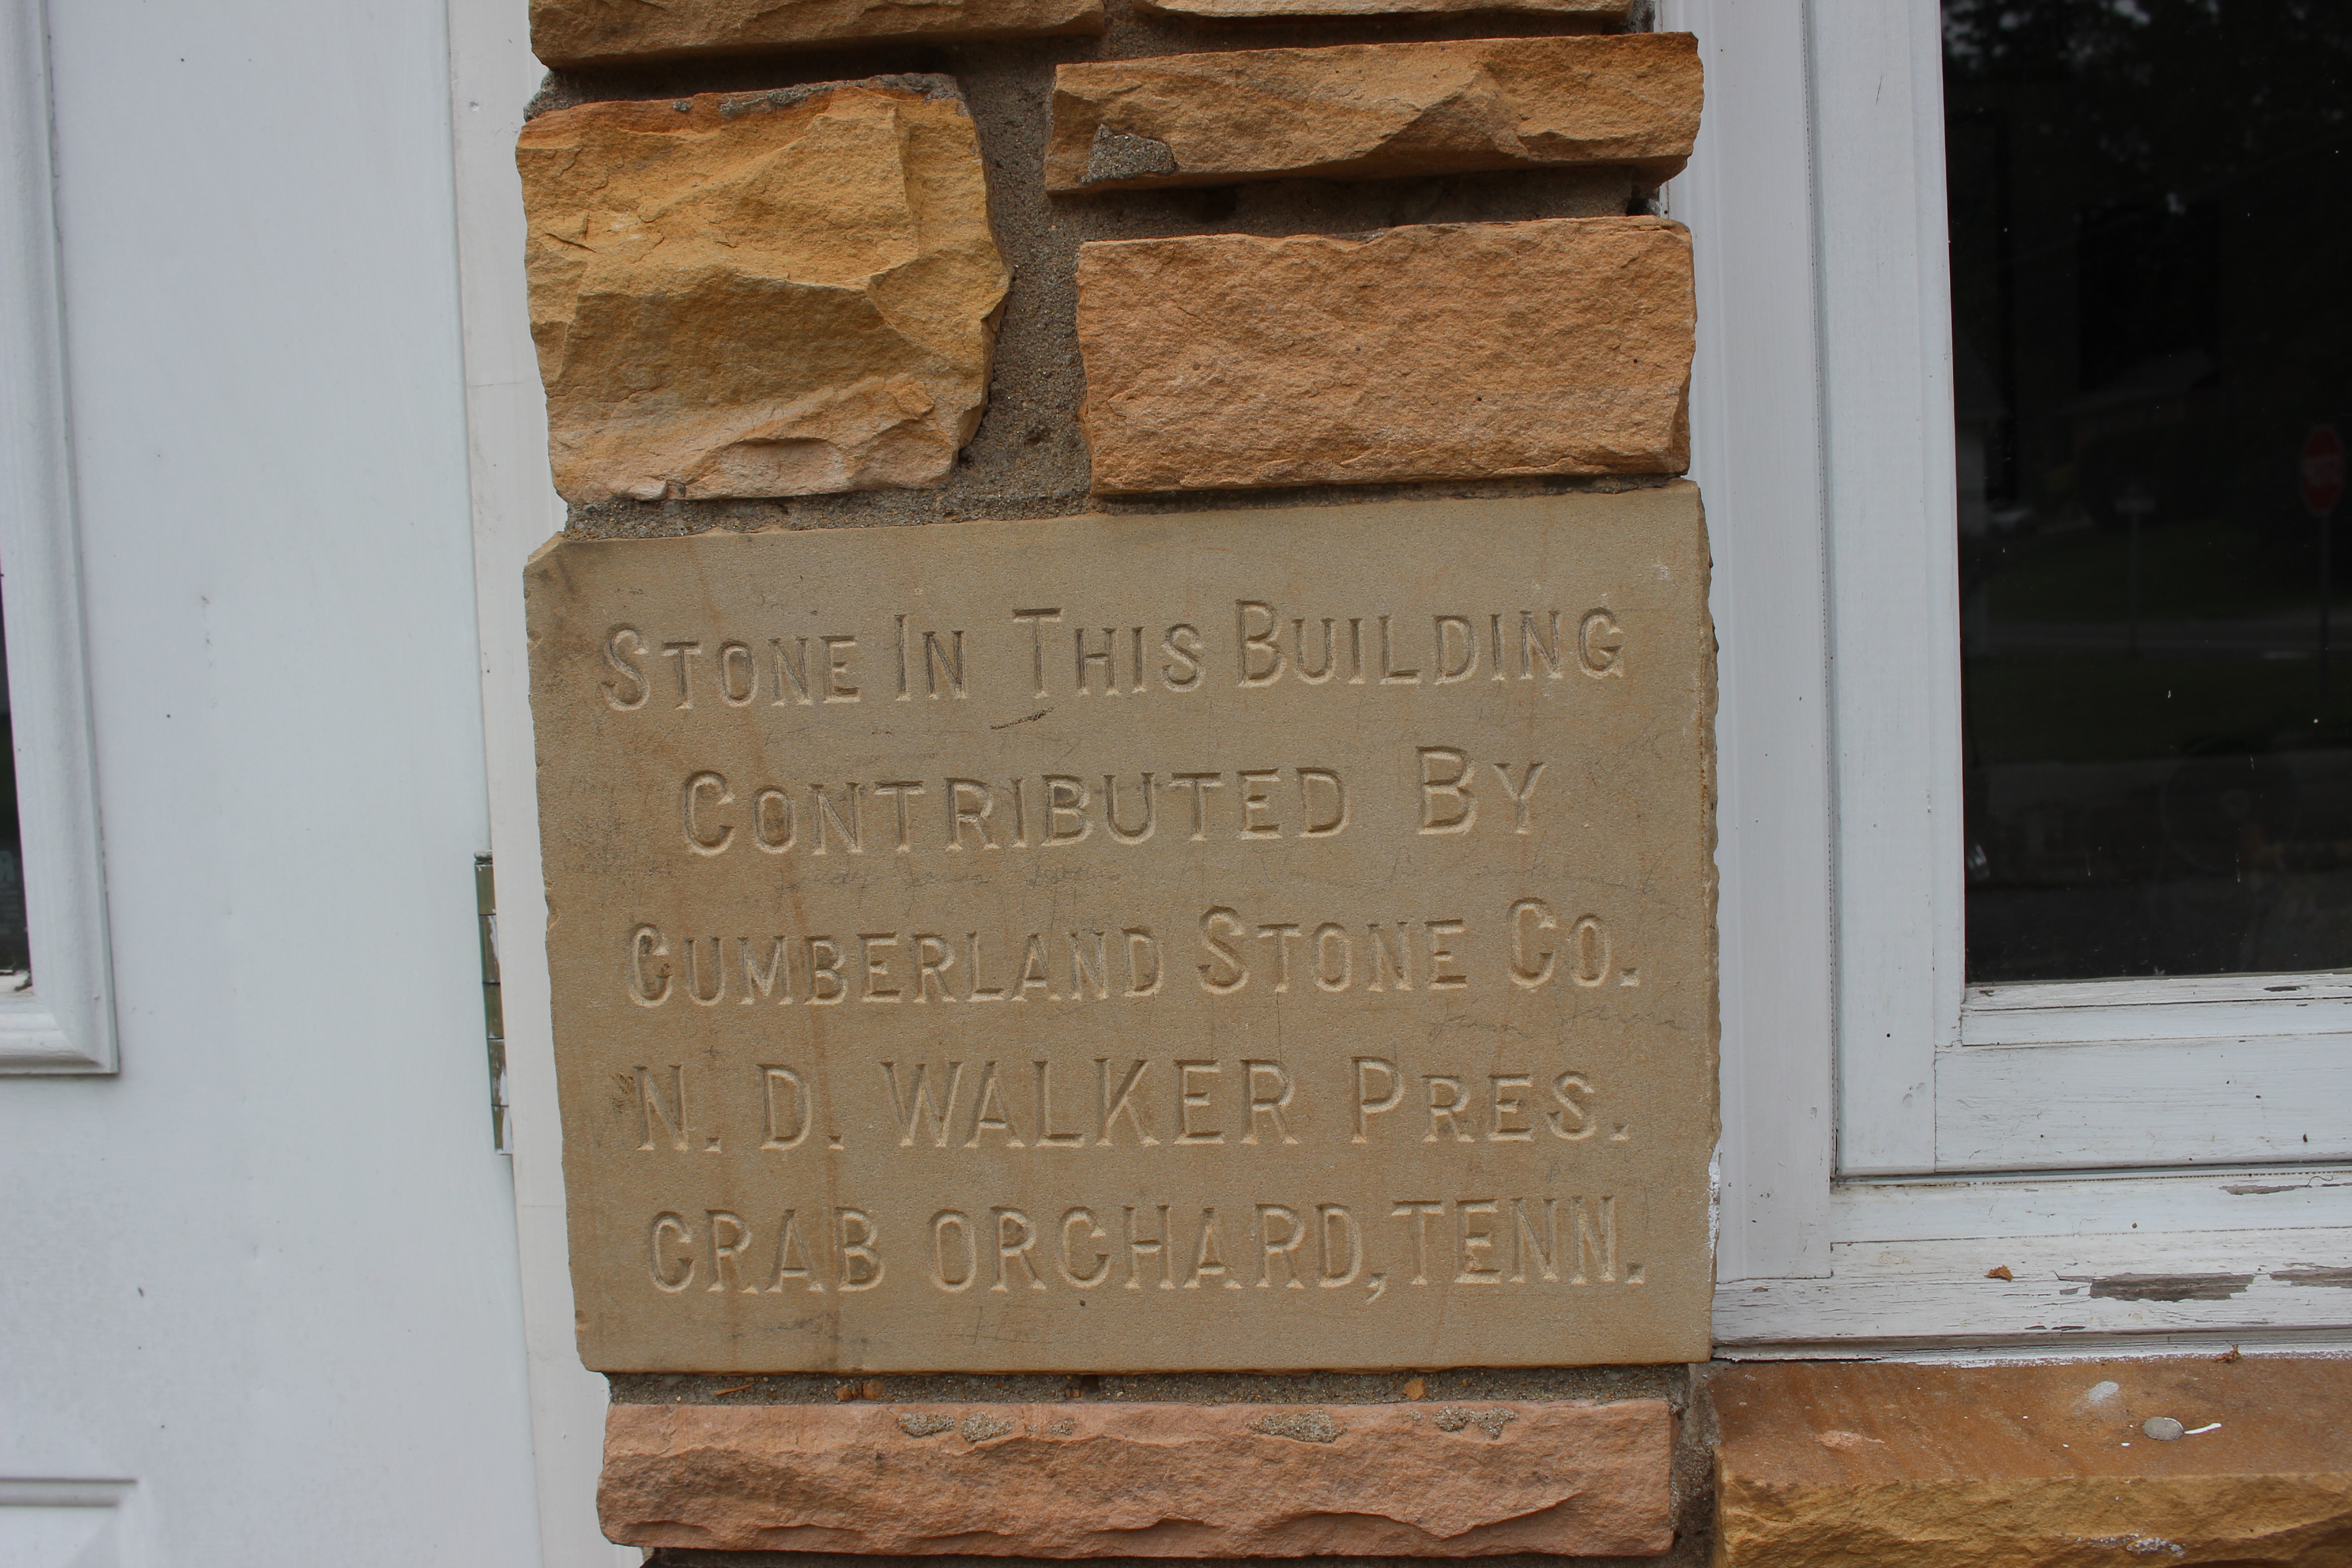 STONE IN THIS BUILDING
CONTRIBUTED BY
CUMBERLAND STONE CO.
N. D. WALKER PRES.
CRAB ORCHARD, TENN.